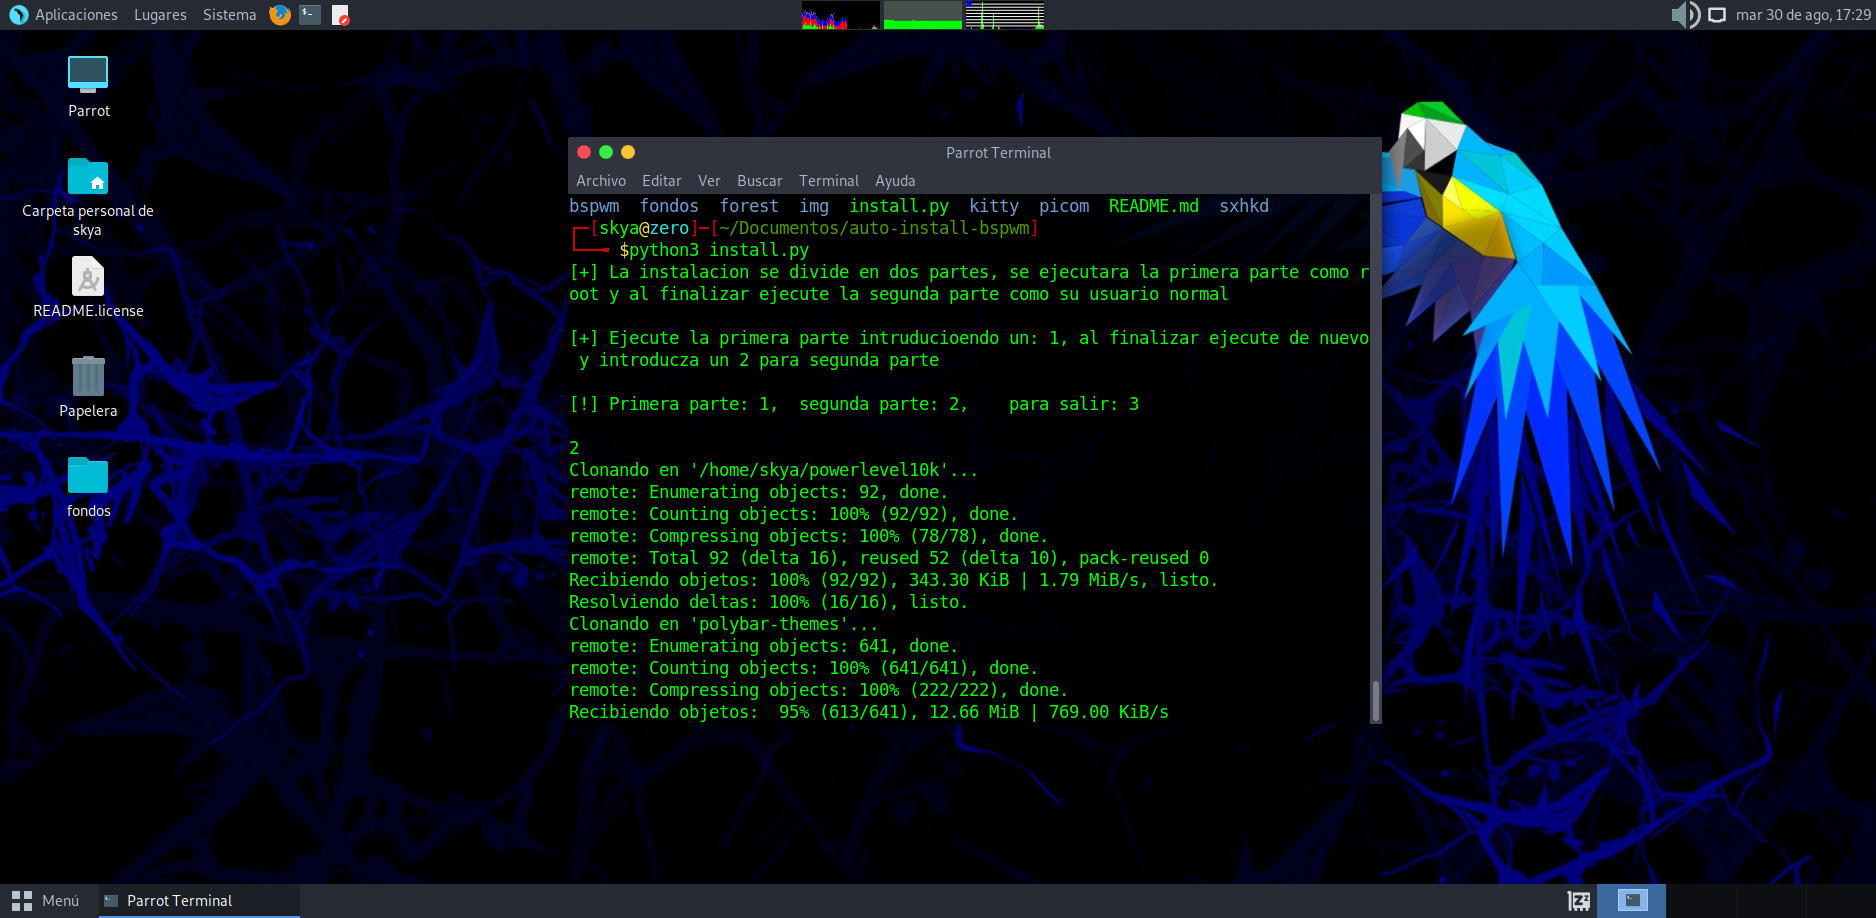 Aplicaciones Lugares Sistema
mar 30 de ago, 17:29
Parrot
Carpeta personal de
skya
README.license
Papelera
fondos
Parrot Terminal
Archivo Editar Ver Buscar Terminal Ayuda
bspwm fondos forest img install.py kitty picom README.md sxhkd
┌─[skya@zero]─[~/Documentos/auto-install-bspwm]
└──╼ $python3 install.py
[+] La instalacion se divide en dos partes, se ejecutara la primera parte como r
oot y al finalizar ejecute la segunda parte como su usuario normal
[+] Ejecute la primera parte intruducioendo un: 1, al finalizar ejecute de nuevo
y introducza un 2 para segunda parte
[!] Primera parte: 1, segunda parte: 2, para salir: 3
2
Clonando en '/home/skya/powerlevel10k'...
remote: Enumerating objects: 92, done.
remote: Counting objects: 100% (92/92), done.
remote: Compressing objects: 100% (78/78), done.
remote: Total 92 (delta 16), reused 52 (delta 10), pack-reused 0
Recibiendo objetos: 100% (92/92), 343.30 KiB | 1.79 MiB/s, listo.
Resolviendo deltas: 100% (16/16), listo.
Clonando en 'polybar-themes'...
remote: Enumerating objects: 641, done.
remote: Counting objects: 100% (641/641), done.
remote: Compressing objects: 100% (222/222), done.
Recibiendo objetos: 95% (613/641), 12.66 MiB | 769.00 KiB/s
Menú
Parrot Terminal